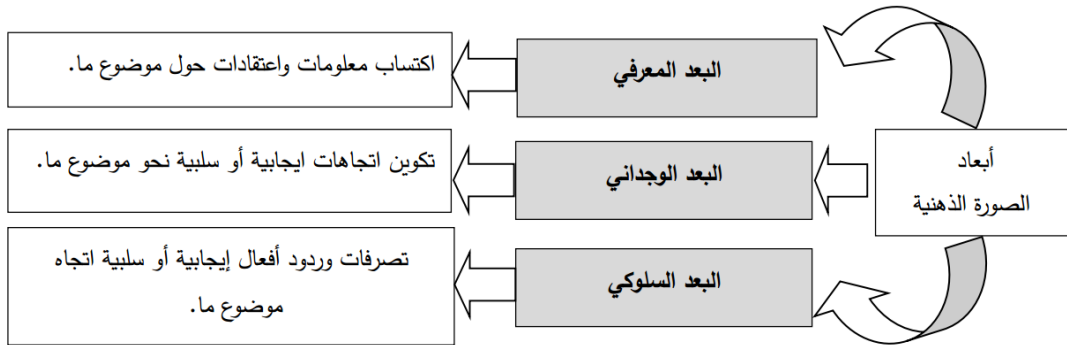 أبعاد
الصورة الذهنية
البعد المعرفي
اكتساب معلومات واعتقادات حول موضوع ما.
البعد الوجداني
تكوين اتجاهات ايجابية أو سلبية نحو موضوع ما.
البعد السلوكي
تصرفات وردود أفعال إيجابية أو سلبية اتجاه
موضوع ما.